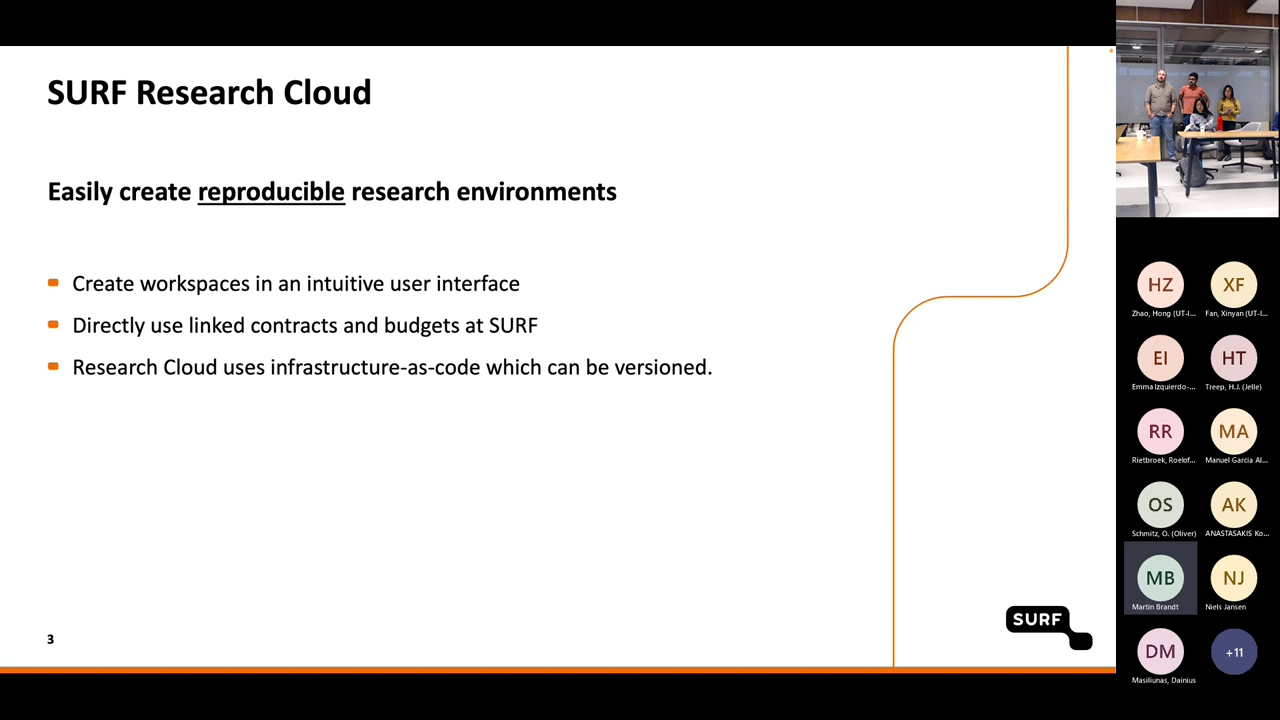 SURF Research Cloud
Easily create reproducible research environments
Create workspaces in an intuitive user interface
Directly use linked contracts and budgets at SURF
Research Cloud uses infrastructure-as-code which can be versioned.
3
SURF
HZ
Zhao, Hong (UT-I...
XF
Fan, Xinyan (UT-I...
EI
Emma Izquierdo-...
HT
Treep, H.J. (Jelle)
RR
Rietbroek, Roelof...
MA
Manuel Garcia Al...
OS
Schmitz, O. (Oliver)
AK
ANASTASAKIS Ko...
MB
Martin Brandt
NJ
Niels Jansen
DM
Masiliunas, Dainius
+11